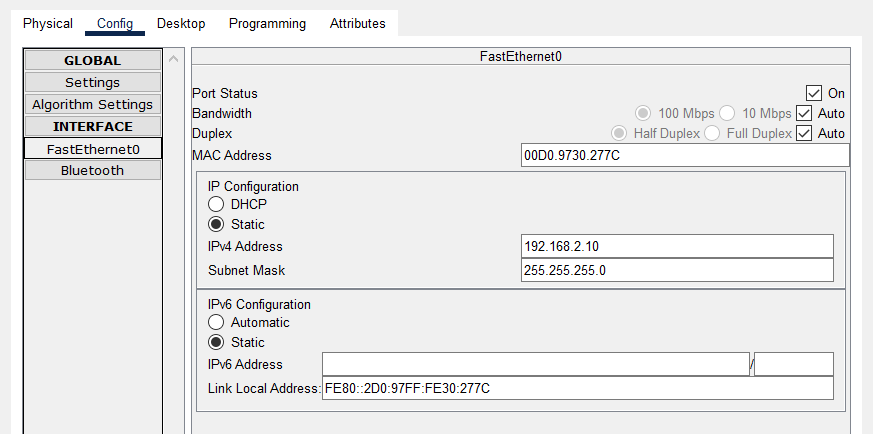 Physical Config Desktop Programming Attributes
GLOBAL
Settings
Algorithm Settings
INTERFACE
FastEthernet0
Bluetooth
FastEthernet0
Port Status On
Bandwidth 100 Mbps 10 Mbps Auto
Duplex Half Duplex Full Duplex Auto
MAC Address 00D0.9730.277C
IP Configuration
DHCP
Static
IPv4 Address 192.168.2.10
Subnet Mask 255.255.255.0
IPv6 Configuration
Automatic
Static
IPv6 Address /
Link Local Address: FE80::2D0:97FF:FE30:277C